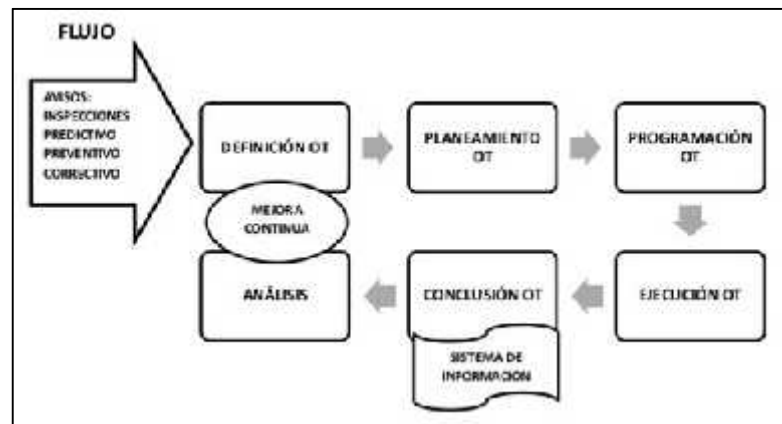 FLUJO
AVISOS:
INSPECCIONES
PREDICTIVO
PREVENTIVO
CORRECTIVO
DEFINICIÓN OT
PLANEAMIENTO
OT
PROGRAMACIÓN
OT
MEJORA
CONTINUA
ANÁLISIS
CONCLUSIÓN OT
EJECUCIÓN OT
SISTEMA DE
INFORMACION